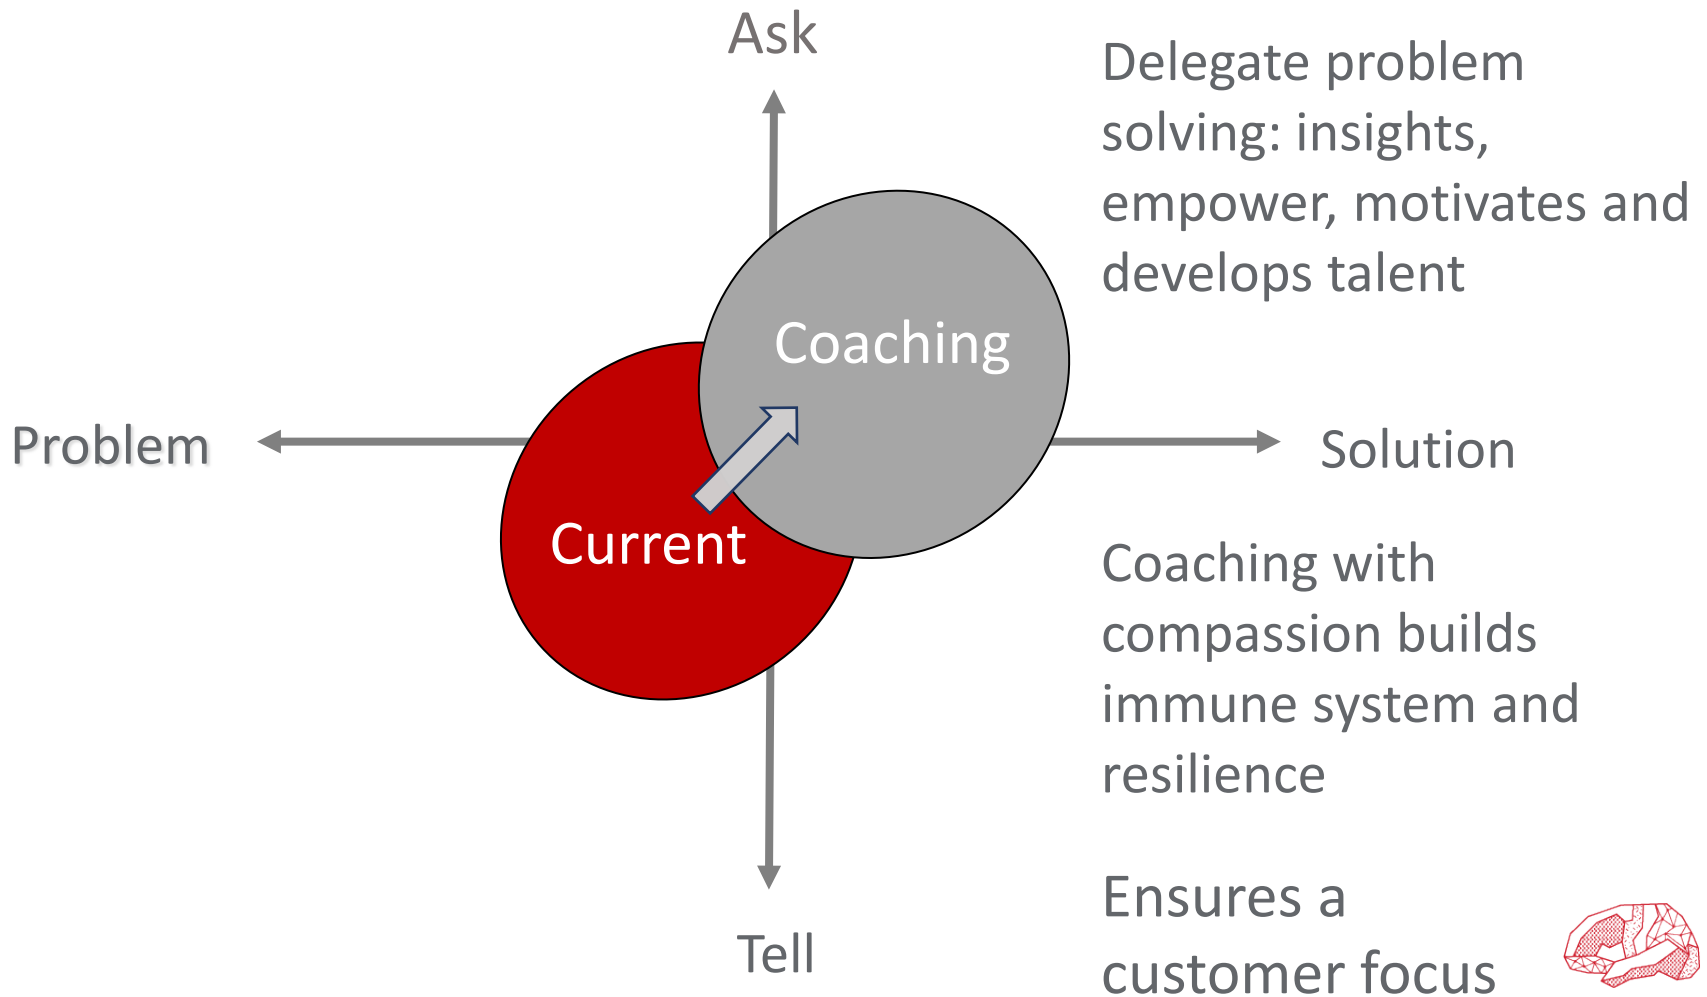 Ask
Delegate problem
solving: insights,
empower, motivates and
develops talent
Coaching
Problem
Solution
Current
Coaching with
compassion builds
immune system and
resilience
Ensures a
customer focus
Tell